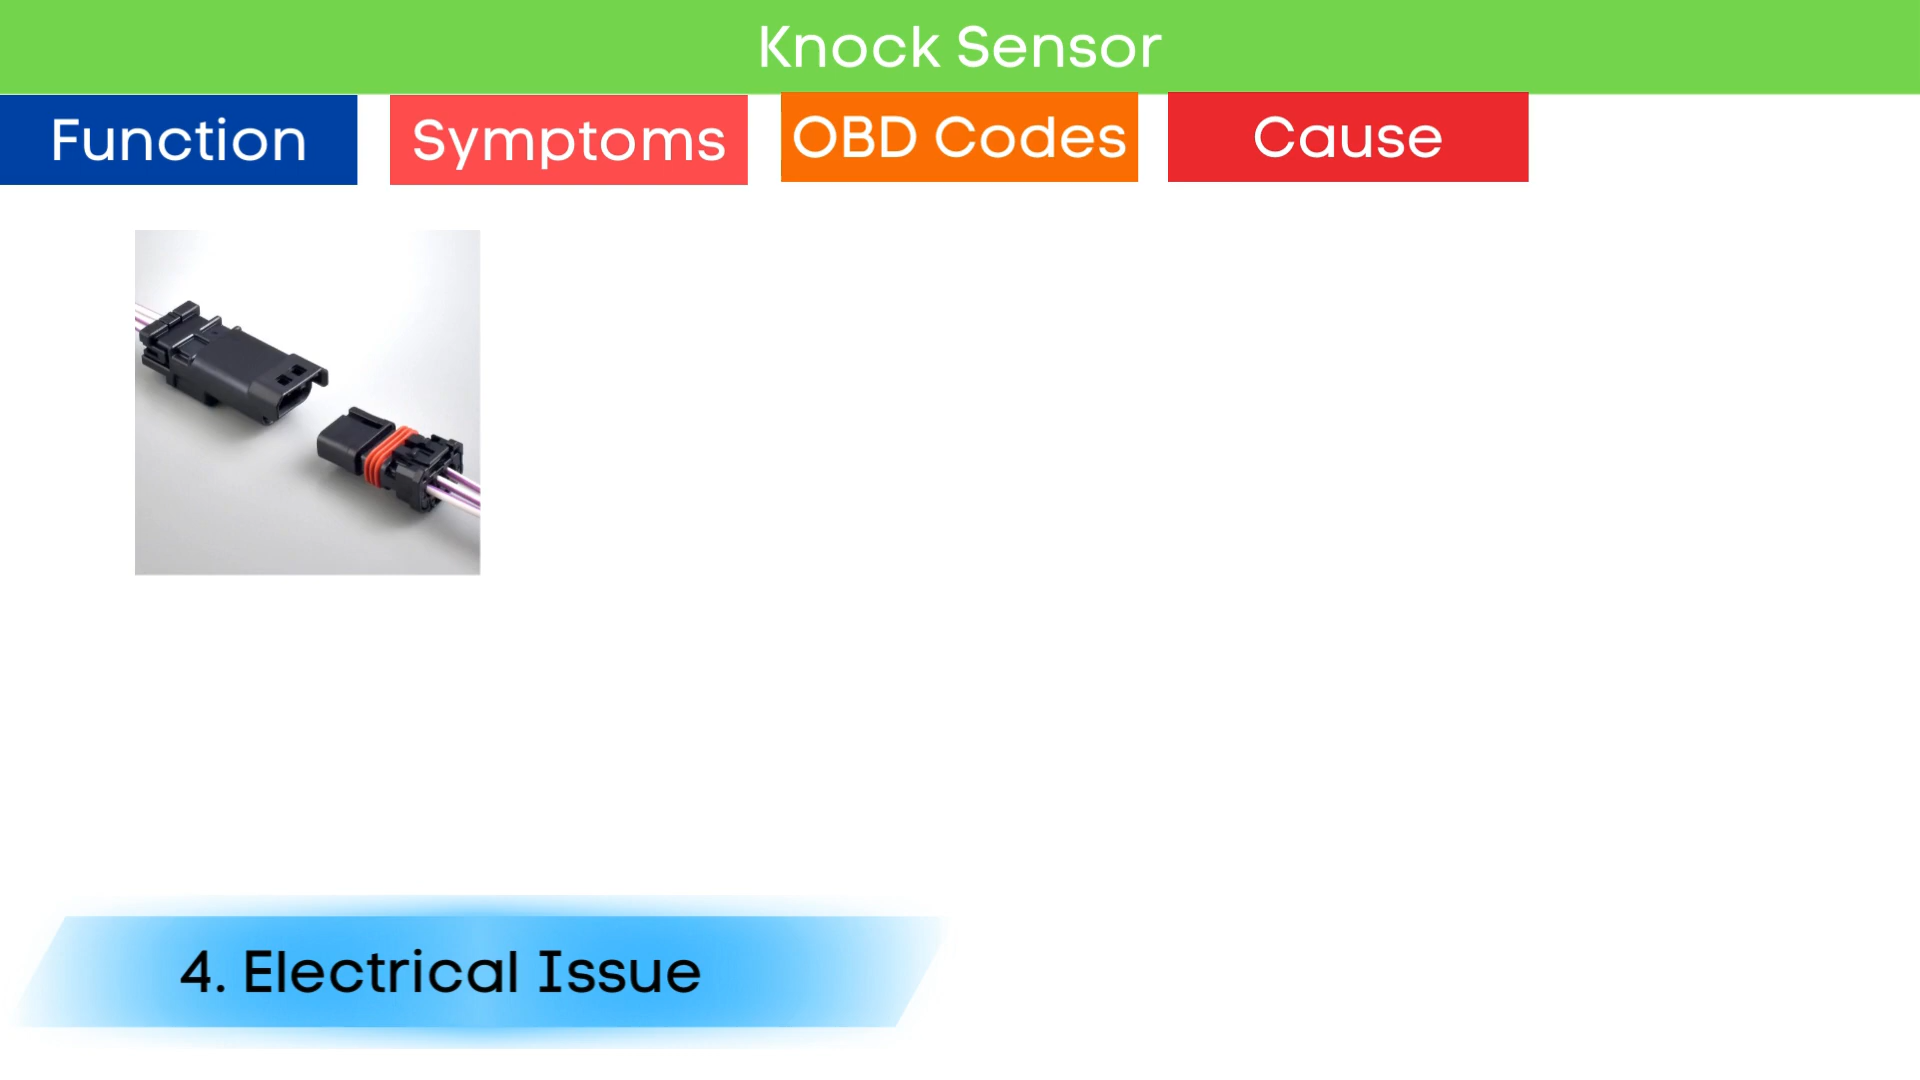 Knock Sensor
Function
Symptoms
OBD Codes
Cause
4. Electrical Issue